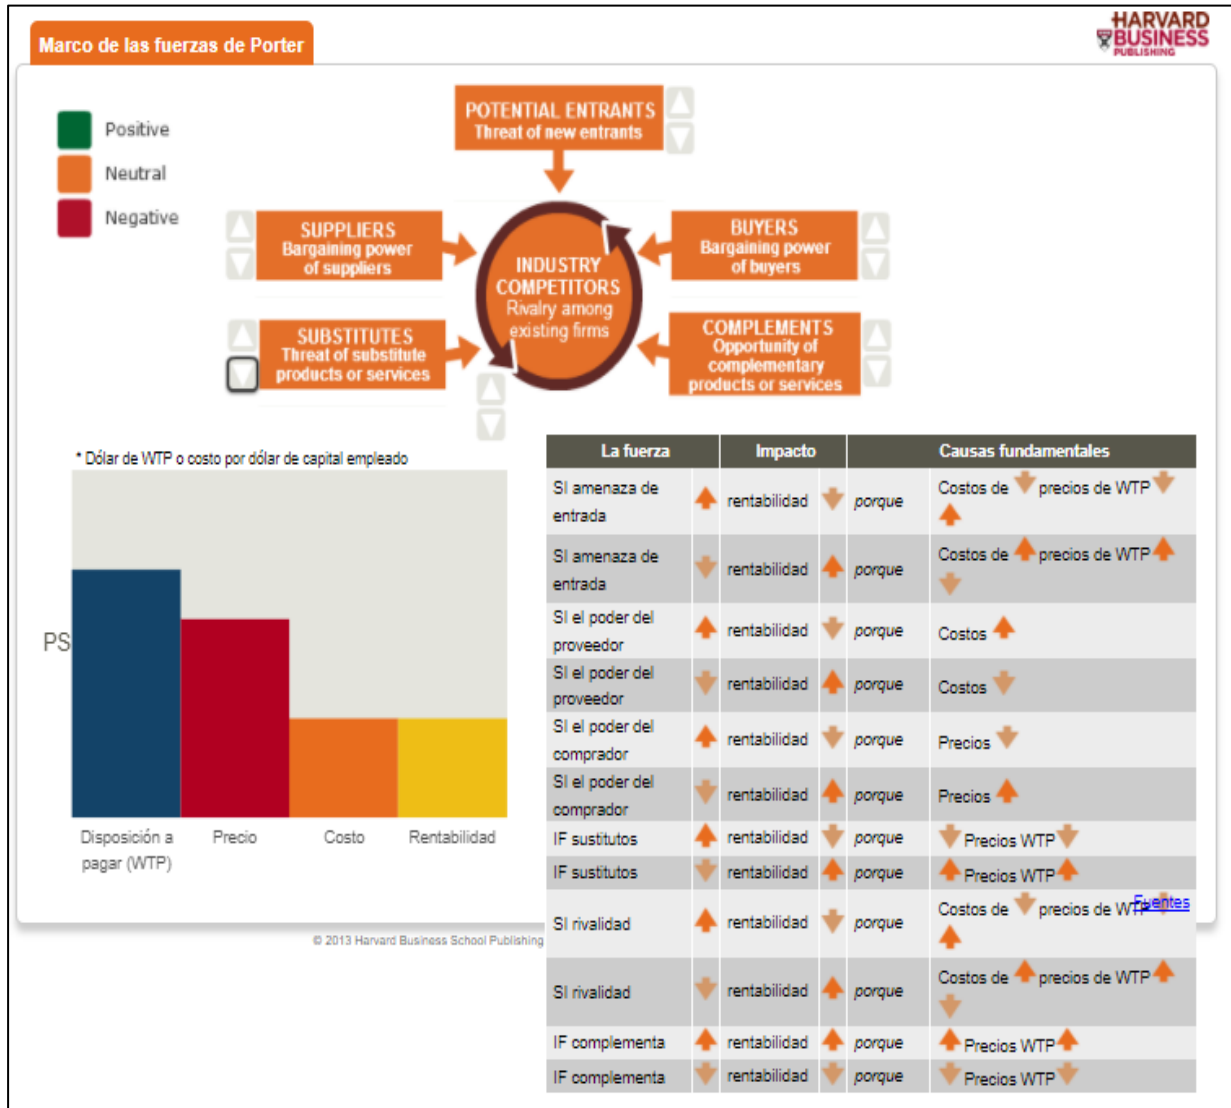 Marco de las fuerzas de Porter
HARVARD
BUSINESS
PUBLISHING
Positive
Neutral
Negative
POTENTIAL ENTRANTS
Threat of new entrants
SUPPLIERS
Bargaining power
of suppliers
BUYERS
Bargaining power
of buyers
INDUSTRY
COMPETITORS
Rivalry among
existing firms
SUBSTITUTES
Threat of substitute
products or services
COMPLEMENTS
Opportunity of
complementary
products or services
* Dólar de WTP o costo por dólar de capital empleado
PS
Disposición a
pagar (WTP)
Precio
Costo
Rentabilidad
La fuerza Impacto Causas fundamentales
SI amenaza de
entrada
rentabilidad porque
Costos de precios de WTP
SI amenaza de
entrada
rentabilidad porque
Costos de precios de WTP
SI el poder del
proveedor
rentabilidad porque
Costos
SI el poder del
proveedor
rentabilidad porque
Costos
SI el poder del
comprador
rentabilidad porque
Precios
SI el poder del
comprador
rentabilidad porque
Precios
IF sustitutos rentabilidad porque Precios WTP
IF sustitutos rentabilidad porque Precios WTP
Fuentes
SI rivalidad rentabilidad porque Costos de precios de WTP
SI rivalidad rentabilidad porque Costos de precios de WTP
IF complementa rentabilidad porque Precios WTP
IF complementa rentabilidad porque Precios WTP
© 2013 Harvard Business School Publishing